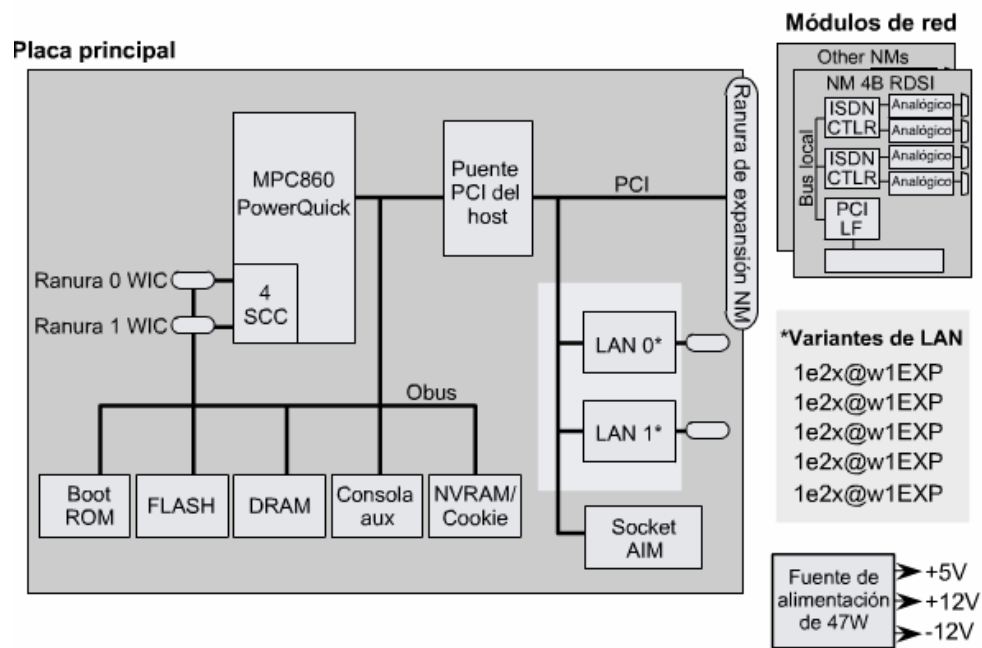 Placa principal
MPC860
PowerQuick
4
SCC
Ranura 0 WIC
Ranura 1 WIC
Puente
PCI del
host
PCI
Ranura de expansión NM
LAN 0*
LAN 1*
Socket
AIM
Obus
Boot
ROM
FLASH
DRAM
Consola
aux
NVRAM/
Cookie
Módulos de red
Other NMs
NM 4B RDSI
Bus local
ISDN
CTLR
Analógico
Analógico
ISDN
CTLR
Analógico
Analógico
PCI
LF
*Variantes de LAN
1e2x@w1EXP
1e2x@w1EXP
1e2x@w1EXP
1e2x@w1EXP
1e2x@w1EXP
Fuente de
alimentación
de 47W
+5V
+12V
-12V